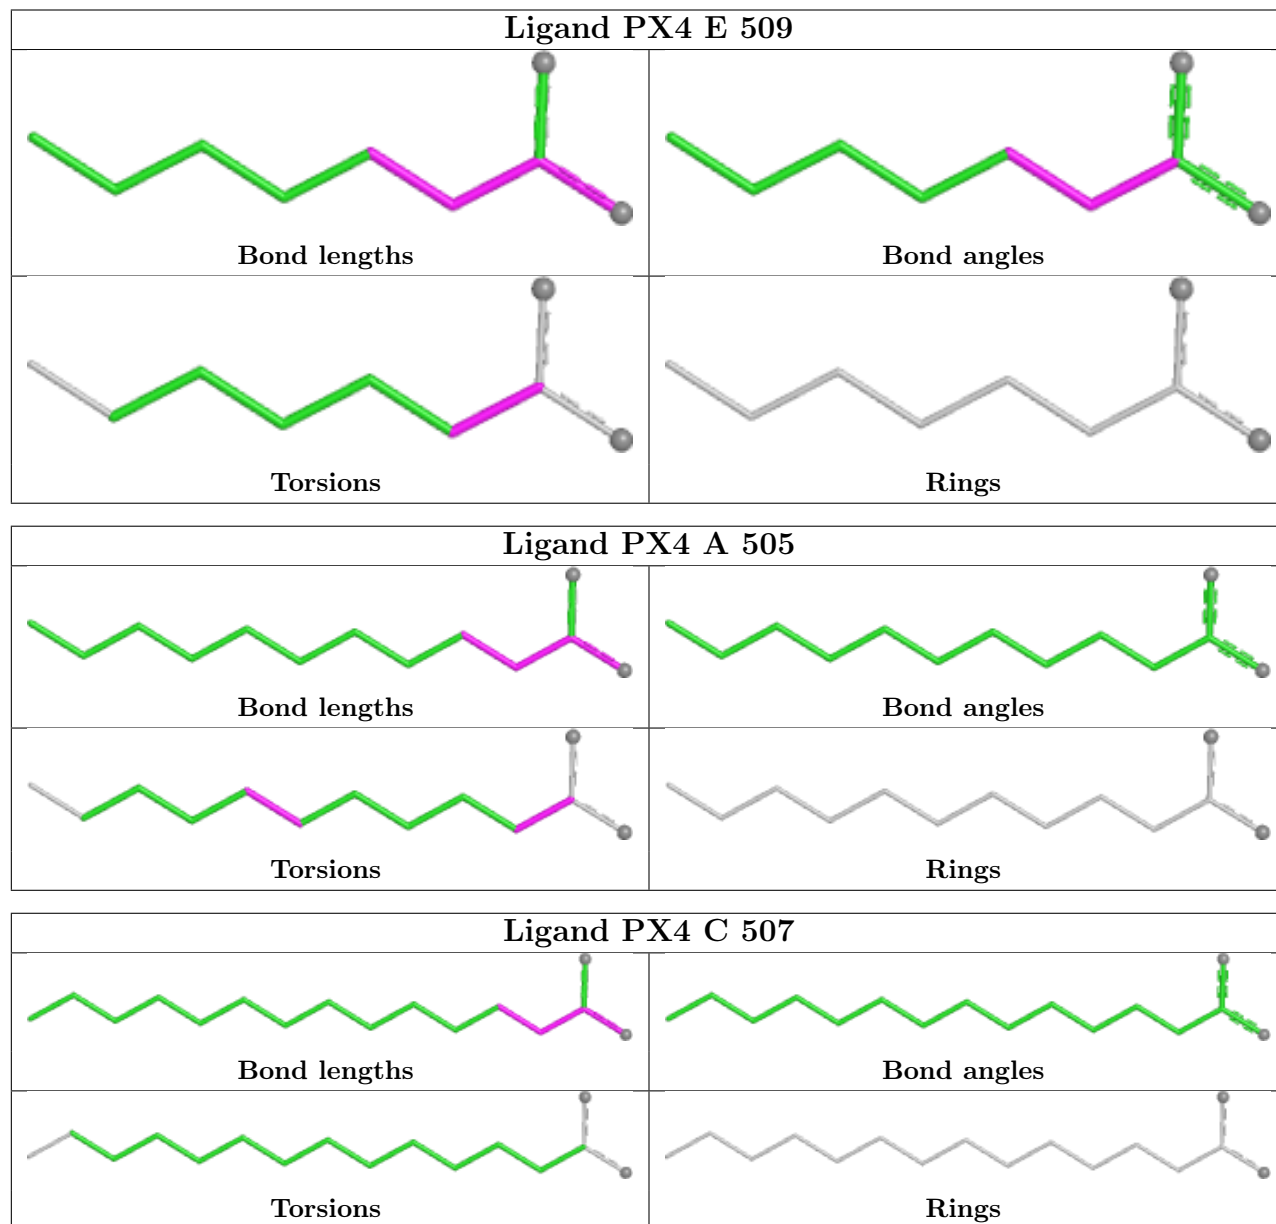 Ligand PX4 E 509
Bond lengths
Bond angles
Torsions
Rings
Ligand PX4 A 505
Bond lengths
Bond angles
Torsions
Rings
Ligand PX4 C 507
Bond lengths
Bond angles
Torsions
Rings